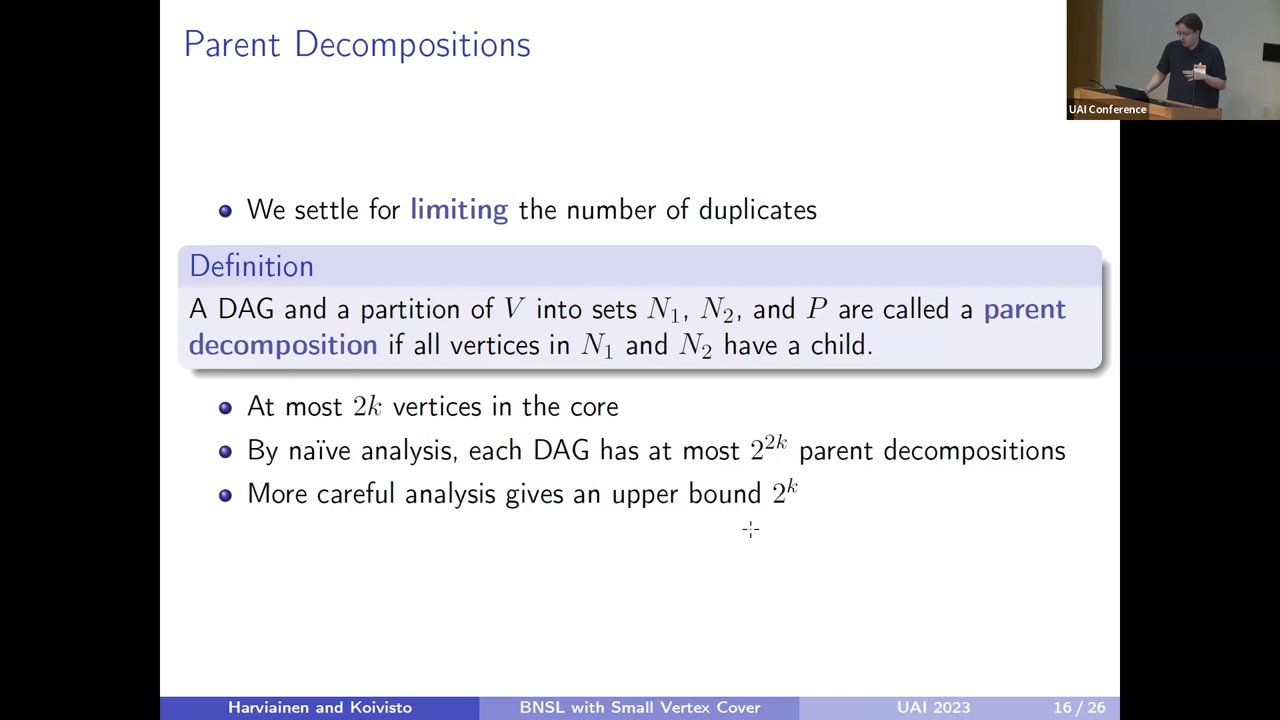 Parent Decompositions
UAI Conference
We settle for limiting the number of duplicates
Definition
A DAG and a partition of V into sets N₁, N₂, and P are called a parent
decomposition if all vertices in N₁ and N₂ have a child.
At most 2k vertices in the core
By naïve analysis, each DAG has at most 2²ᵏ parent decompositions
More careful analysis gives an upper bound 2ᵏ
Harviainen and Koivisto
BNSL with Small Vertex Cover
UAI 2023
16 / 26